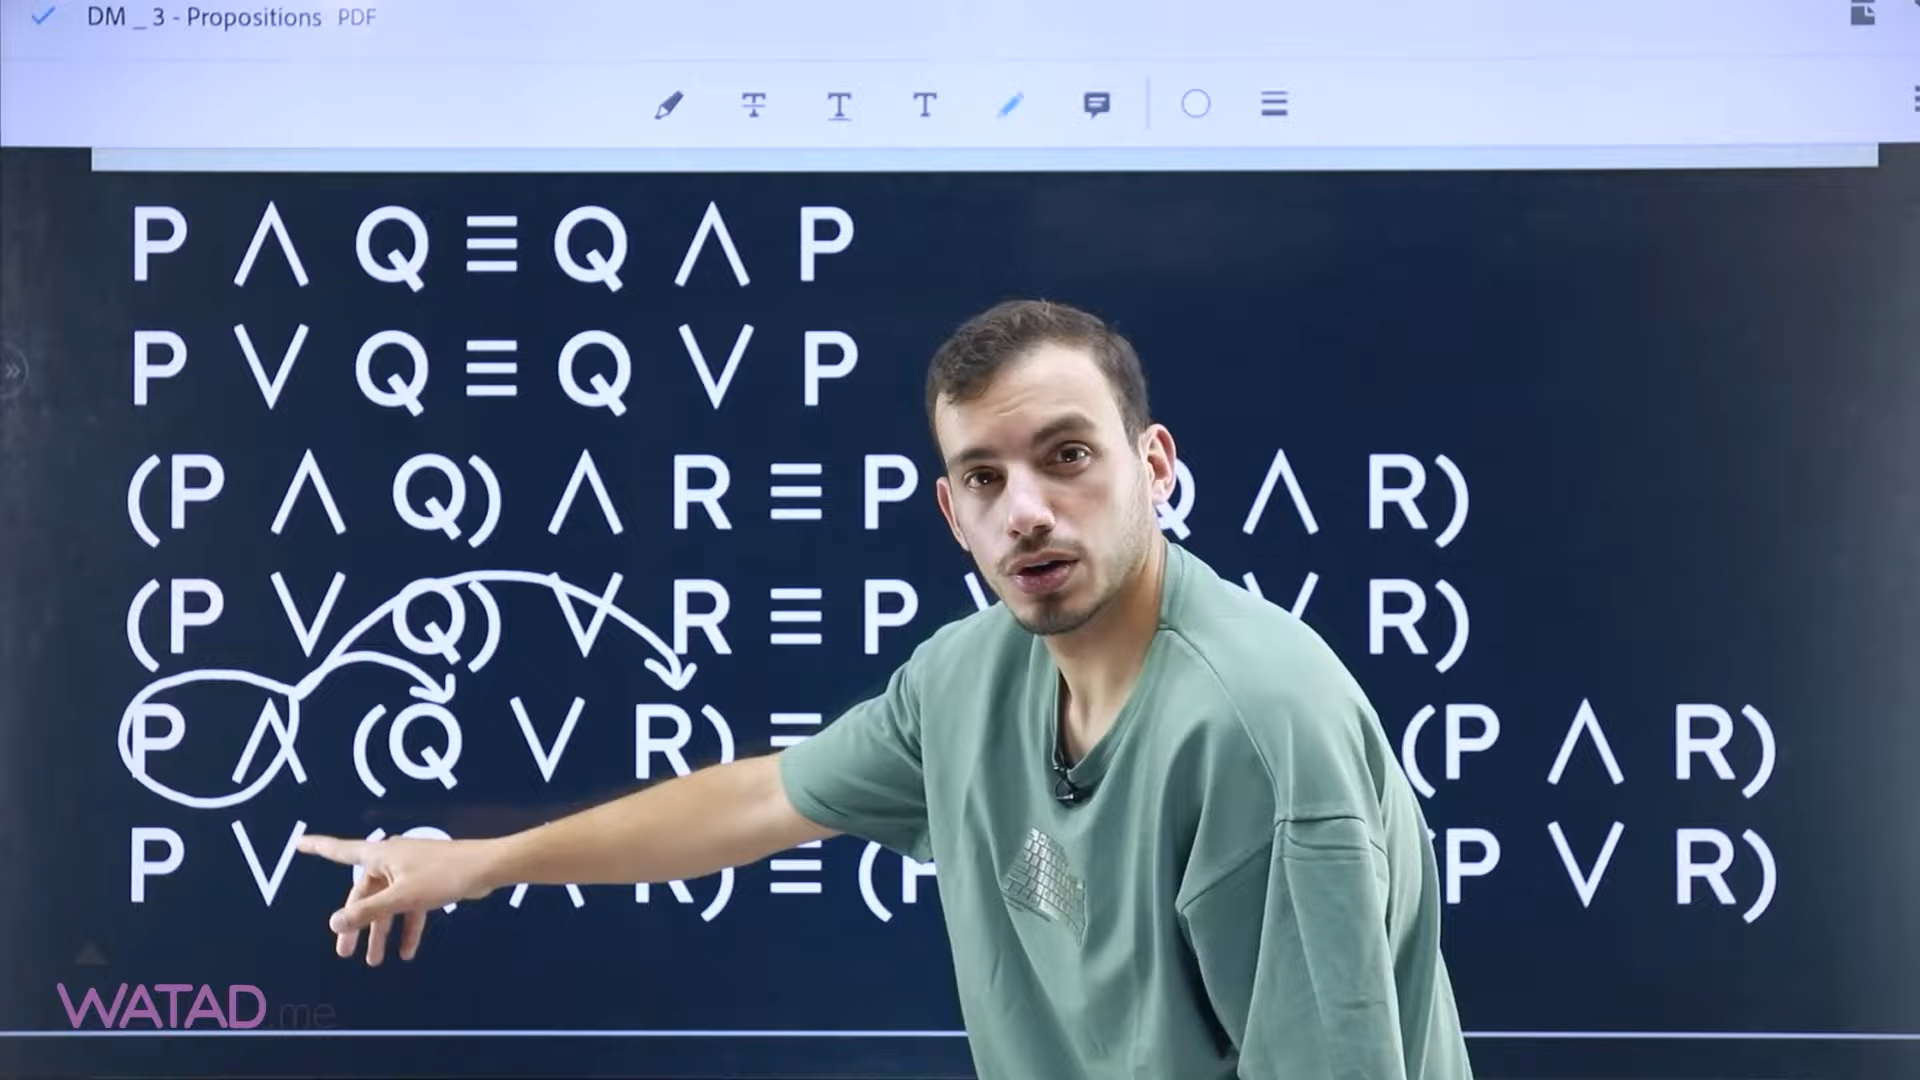 DM _ 3 - Propositions PDF
P ∧ Q ≡ Q ∧ P
P ∨ Q ≡ Q ∨ P
(P ∧ Q) ∧ R ≡ P Q ∧ R)
(P ∨ Q) ∨ R ≡ P ∨ ∨ R)
P ∧ (Q ∨ R) ≡ (P ∧ R)
P ∨ (Q ∧ R) ≡ (P (P ∨ R)
WATAD.me